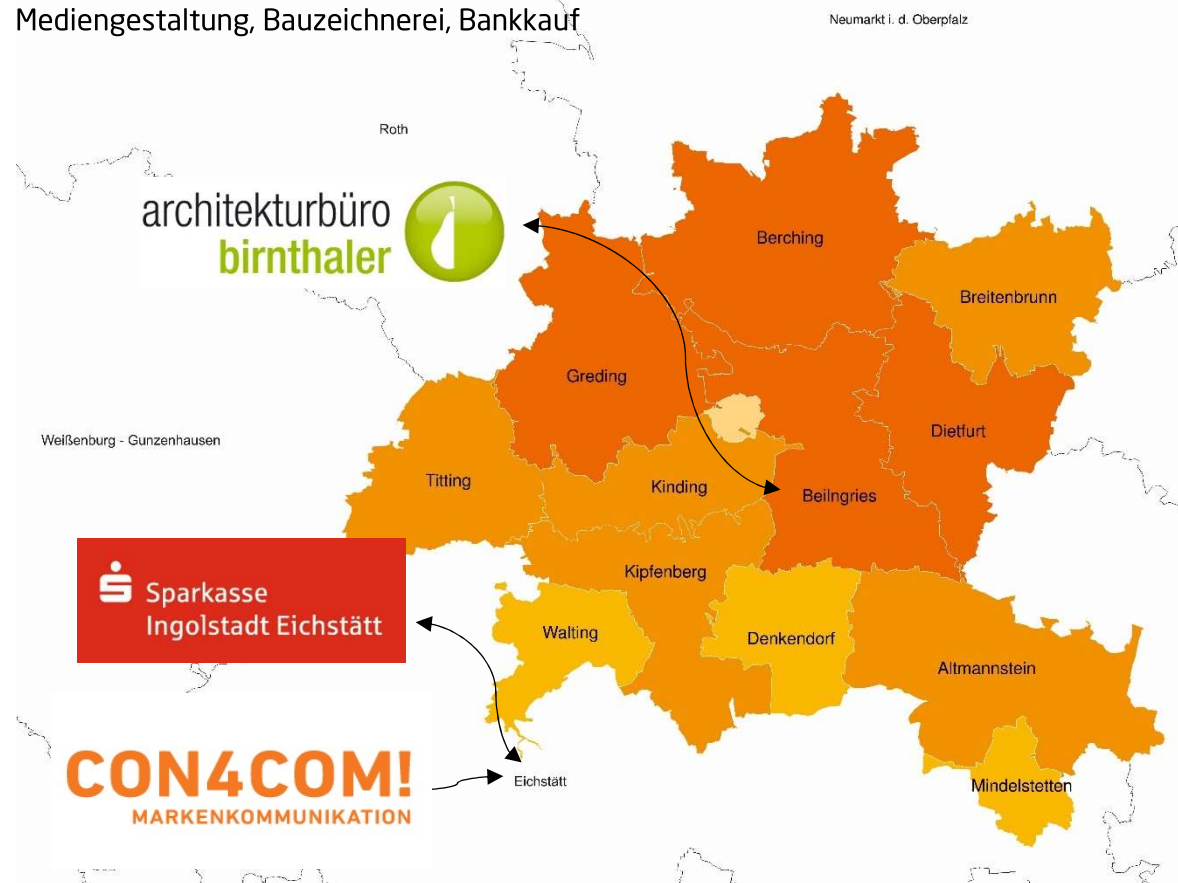 Mediengestaltung, Bauzeichnerei, Bankkauf
Neumarkt i. d. Oberpfalz
Roth
architekturbüro
birnthaler
Berching
Breitenbrunn
Greding
Dietfurt
Weißenburg - Gunzenhausen
Titting
Kinding
Beilngries
Kipfenberg
Sparkasse
Ingolstadt Eichstätt
Walting
Denkendorf
Altmannstein
CON4COM!
MARKENKOMMUNIKATION
Eichstätt
Mindelstetten